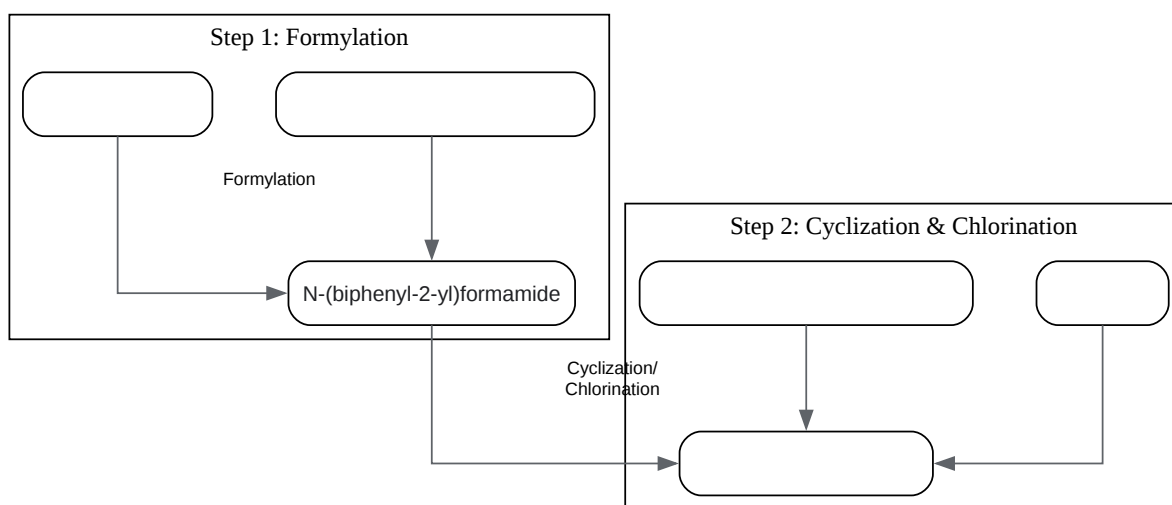 Step 1: Formylation
Formylation
Step 2: Cyclization & Chlorination
N-(biphenyl-2-yl)formamide
Cyclization/
Chlorination